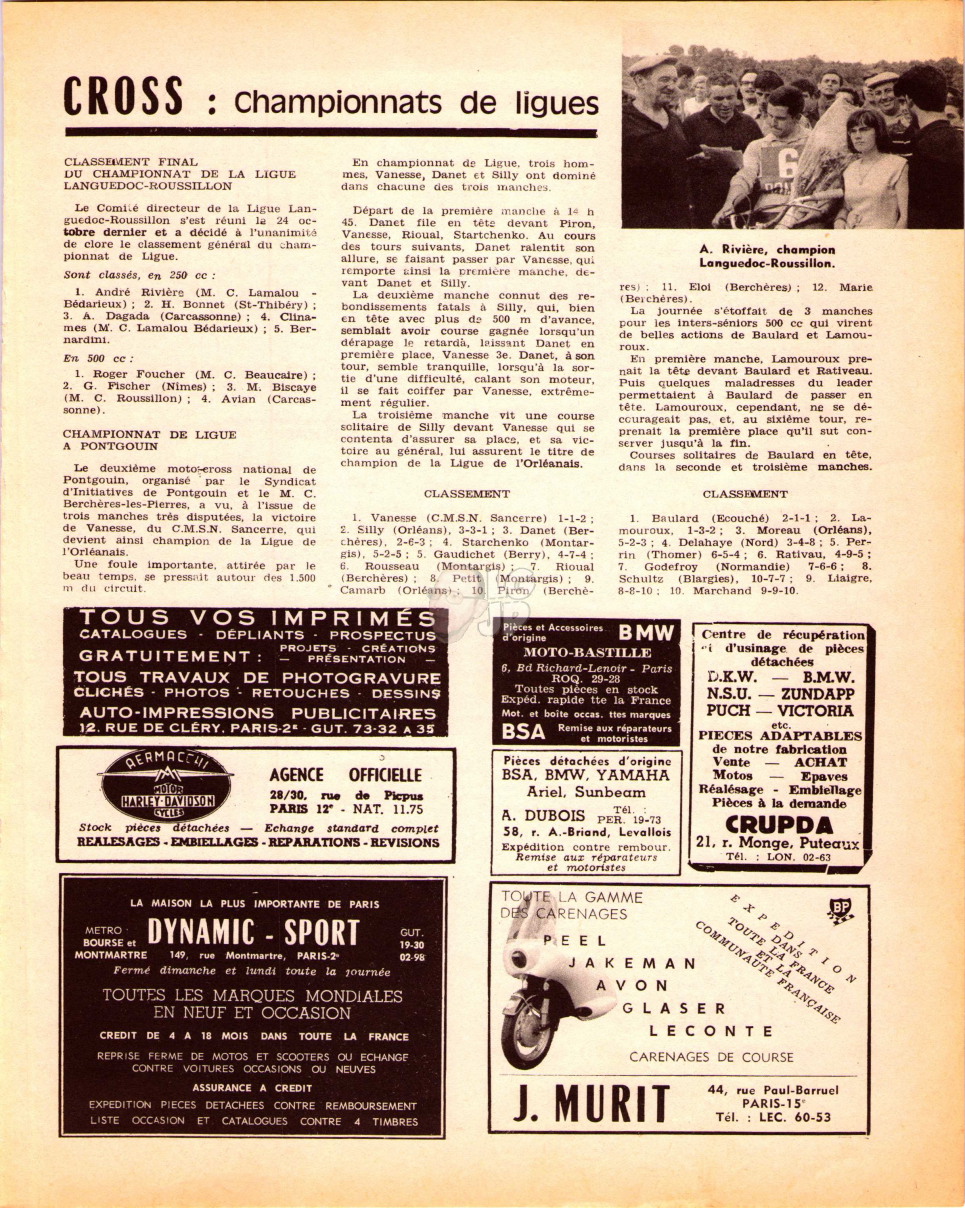 CROSS : Championnats de ligues
CLASSEMENT FINAL
DU CHAMPIONNAT DE LA LIGUE
LANGUEDOC-ROUSSILLON
Le Comité directeur de la Ligue Lan-
guedoc-Roussillon s'est réuni le 24 oc-
tobre dernier et a décidé à l'unanimité
de clore le classement général du cham-
pionnat de Ligue.
Sont classés, en 250 cc :
1. André Rivière (M. C. Lamalou -
Bédarieux) ; 2. H. Bonnet (St-Thibéry) ;
3. A. Dagada (Carcassonne) ; 4. Clina-
mes (M. C. Lamalou Bédarieux) ; 5. Ber-
nardini.
En 500 cc :
1. Roger Foucher (M. C. Beaucaire) ;
2. G. Fischer (Nîmes) ; 3. M. Biscaye
(M. C. Roussillon) ; 4. Avian (Carcas-
sonne).
CHAMPIONNAT DE LIGUE
A PONTGOUIN
Le deuxième moto-cross national de
Pontgouin, organisé par le Syndicat
d'Initiatives de Pontgouin et le M. C.
Berchères-les-Pierres, a vu, à l'issue de
trois manches très disputées, la victoire
de Vanesse, du C.M.S.N. Sancerre, qui
devient ainsi champion de la Ligue de
l'Orléanais.
Une foule importante, attirée par le
beau temps, se pressait autour des 1.500
m du circuit.
En championnat de Ligue, trois hom-
mes, Vanesse, Danet et Silly ont dominé
dans chacune des trois manches.
Départ de la première manche à 14 h
45. Danet file en tête devant Piron,
Vanesse, Rioual, Startchenko. Au cours
des tours suivants, Danet ralentit son
allure, se faisant passer par Vanesse, qui
remporte ainsi la première manche, de-
vant Danet et Silly.
La deuxième manche connut des re-
bondissements fatals à Silly, qui, bien
en tête avec plus de 500 m d'avance,
semblait avoir course gagnée lorsqu'un
dérapage le retardà, laissant Danet en
première place, Vanesse 3e. Danet, à son
tour, semble tranquille, lorsqu'à la sor-
tie d'une difficulté, calant son moteur,
il se fait coiffer par Vanesse, extrême-
ment régulier.
La troisième manche vit une course
solitaire de Silly devant Vanesse qui se
contenta d'assurer sa place, et sa vic-
toire au général, lui assurent le titre de
champion de la Ligue de l'Orléanais.
CLASSEMENT
1. Vanesse (C.M.S.N. Sancerre) 1-1-2 ;
2. Silly (Orléans), 3-3-1 ; 3. Danet (Ber-
chères), 2-6-3 ; 4. Starchenko (Montar-
gis), 5-2-5 ; 5. Gaudichet (Berry), 4-7-4 ;
6. Rousseau (Montargis) ; 7. Rioual
(Berchères) ; 8. Petit (Montargis) ; 9.
Camarb (Orléans) ; 10. Piron (Berchè-
6
A. Rivière, champion
Languedoc-Roussillon.
res) ; 11. Eloi (Berchères) ; 12. Marie
(Berchères).
La journée s'étoffait de 3 manches
pour les inters-séniors 500 cc qui virent
de belles actions de Baulard et Lamou-
roux.
En première manche, Lamouroux pre-
nait la tête devant Baulard et Rativeau.
Puis quelques maladresses du leader
permettaient à Baulard de passer en
tête. Lamouroux, cependant, ne se dé-
courageait pas, et, au sixième tour, re-
prenait la première place qu'il sut con-
server jusqu'à la fin.
Courses solitaires de Baulard en tête,
dans la seconde et troisième manches.
CLASSEMENT
1. Baulard (Ecouché) 2-1-1 ; 2. La-
mouroux, 1-3-2 ; 3. Moreau (Orléans),
5-2-3 ; 4. Delahaye (Nord) 3-4-8 ; 5. Per-
rin (Thomer) 6-5-4 ; 6. Rativau, 4-9-5 ;
7. Godefroy (Normandie) 7-6-6 ; 8.
Schultz (Blargies), 10-7-7 ; 9. Liaigre,
8-8-10 ; 10. Marchand 9-9-10.
TOUS VOS IMPRIMÉS
CATALOGUES - DÉPLIANTS - PROSPECTUS
GRATUITEMENT : PROJETS - CRÉATIONS
— PRÉSENTATION —
TOUS TRAVAUX DE PHOTOGRAVURE
CLICHÉS - PHOTOS - RETOUCHES - DESSINS
AUTO-IMPRESSIONS PUBLICITAIRES
12, RUE DE CLÉRY, PARIS-2e - GUT. 73-32 A 35
AERMACCHI
MOTOR
HARLEY-DAVIDSON
CYCLES
AGENCE OFFICIELLE
28/30, rue de Picpus
PARIS 12e - NAT. 11.75
Stock pièces détachées — Echange standard complet
REALESAGES - EMBIELLAGES - REPARATIONS - REVISIONS
LA MAISON LA PLUS IMPORTANTE DE PARIS
METRO :
BOURSE et
MONTMARTRE
DYNAMIC - SPORT
149, rue Montmartre, PARIS-2e
GUT.
19-30
02-98
Fermé dimanche et lundi toute la journée
TOUTES LES MARQUES MONDIALES
EN NEUF ET OCCASION
CREDIT DE 4 A 18 MOIS DANS TOUTE LA FRANCE
REPRISE FERME DE MOTOS ET SCOOTERS OU ECHANGE
CONTRE VOITURES OCCASIONS OU NEUVES
ASSURANCE A CREDIT
EXPEDITION PIECES DETACHEES CONTRE REMBOURSEMENT
LISTE OCCASION ET CATALOGUES CONTRE 4 TIMBRES
Pièces et Accessoires
d'origine BMW
MOTO-BASTILLE
6, Bd Richard-Lenoir - Paris
ROQ. 29-28
Toutes pièces en stock
Expéd. rapide tte la France
Mot. et boîte occas. ttes marques
BSA Remise aux réparateurs
et motoristes
Pièces détachées d'origine
BSA, BMW, YAMAHA
Ariel, Sunbeam
A. DUBOIS Tél. :
PER. 19-73
58, r. A.-Briand, Levallois
Expédition contre rembour.
Remise aux réparateurs
et motoristes
Centre de récupération
et d'usinage de pièces
détachées
D.K.W. — B.M.W.
N.S.U. — ZUNDAPP
PUCH — VICTORIA
etc.
PIECES ADAPTABLES
de notre fabrication
Vente — ACHAT
Motos — Epaves
Réalésage - Embiellage
Pièces à la demande
CRUPDA
21, r. Monge, Puteaux
Tél. : LON. 02-63
TOUTE LA GAMME
DES CARENAGES
PEEL
JAKEMAN
AVON
GLASER
LECONTE
CARENAGES DE COURSE
EXPEDITION
DANS
TOUTE LA FRANCE
ET LA
COMMUNAUTÉ FRANÇAISE
BP
J. MURIT
44, rue Paul-Barruel
PARIS-15e
Tél. : LEC. 60-53